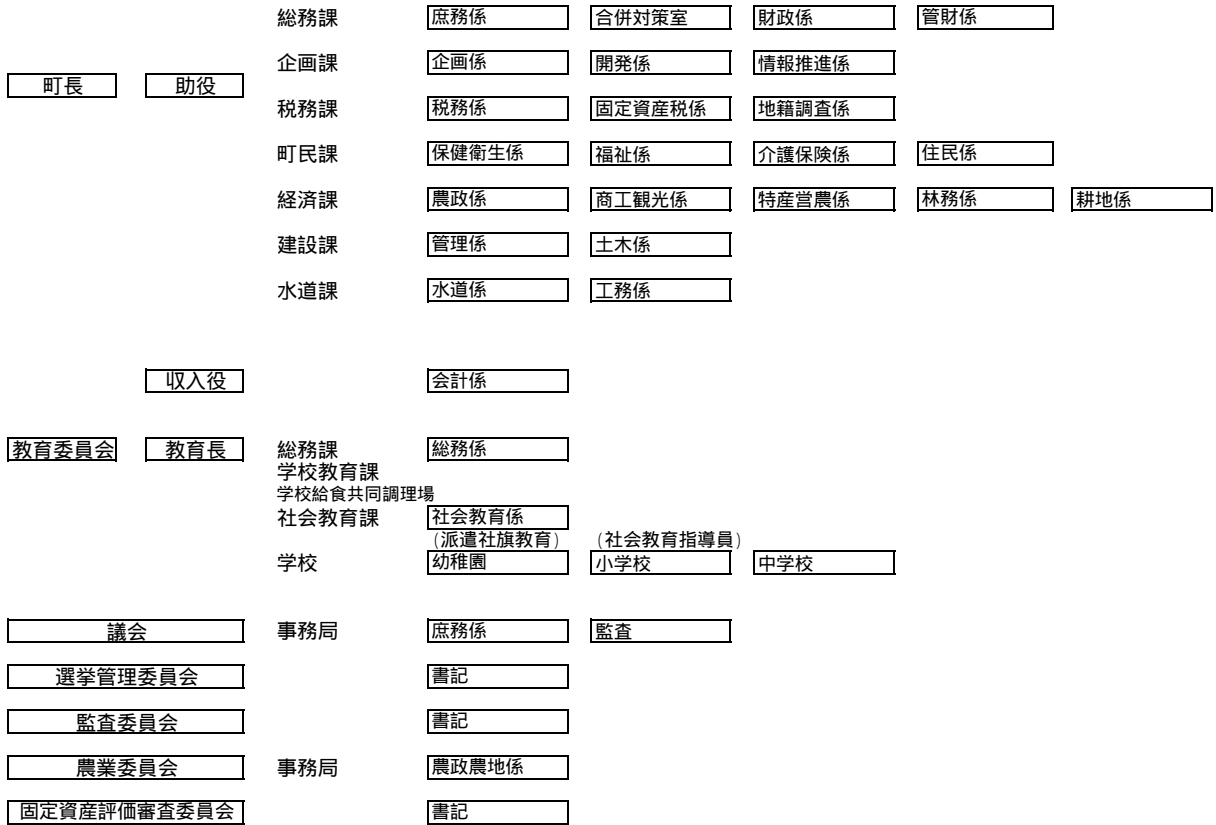 総務課 庶務係 合併対策室 財政係 管財係
企画課 企画係 開発係 情報推進係
町長 助役
税務課 税務係 固定資産税係 地籍調査係
町民課 保健衛生係 福祉係 介護保険係 住民係
経済課 農政係 商工観光係 特産営農係 林務係 耕地係
建設課 管理係 土木係
水道課 水道係 工務係
収入役 会計係
教育委員会 教育長 総務課 総務係
学校教育課
学校給食共同調理場
社会教育課 社会教育係
(派遣社旗教育) (社会教育指導員)
学校 幼稚園 小学校 中学校
議会 事務局 庶務係 監査
選挙管理委員会 書記
監査委員会 書記
農業委員会 事務局 農政農地係
固定資産評価審査委員会 書記